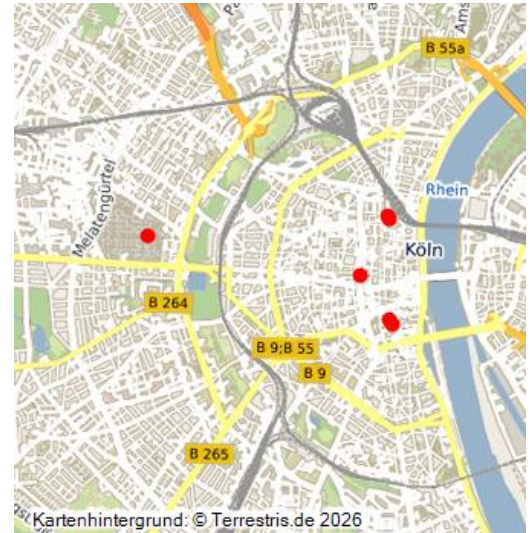 B 55a
Rhein
Melatengürtel
Köln
B 264
B 9;B 55
B 9
B 265
Kartenhintergrund: © Terrestris.de 2026